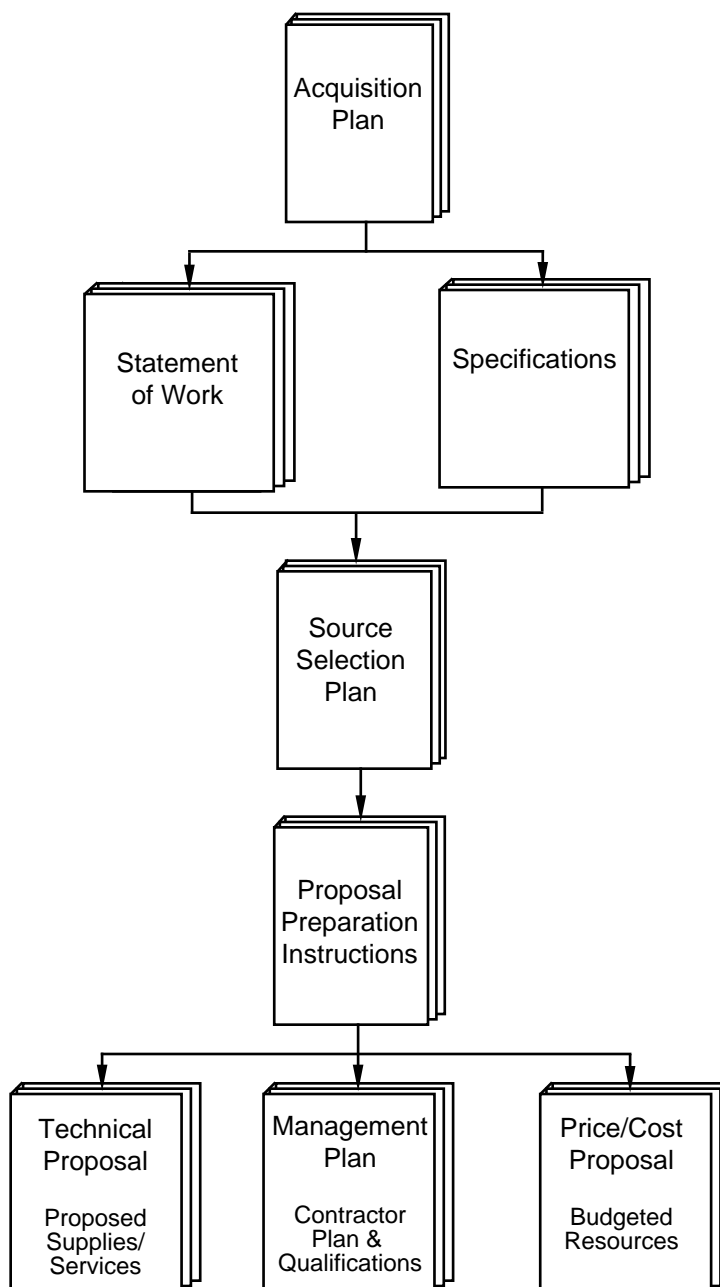 Acquisition
Plan
Statement
of Work
Specifications
Source
Selection
Plan
Proposal
Preparation
Instructions
Technical
Proposal
Proposed
Supplies/
Services
Management
Plan
Contractor
Plan &
Qualifications
Price/Cost
Proposal
Budgeted
Resources